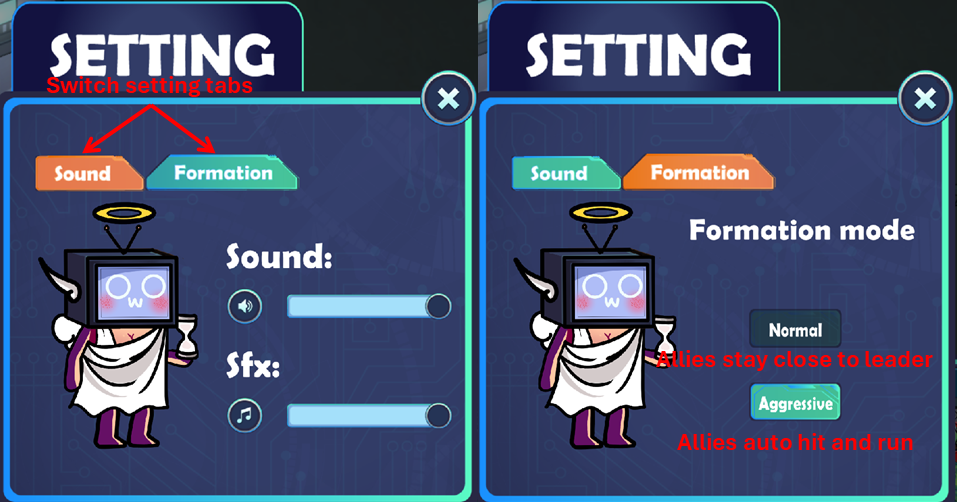 SETTING
Switch setting tabs
Sound
Formation
Sound:
Sfx:
SETTING
Sound
Formation
Formation mode
Normal
Allies stay close to leader
Aggressive
Allies auto hit and run